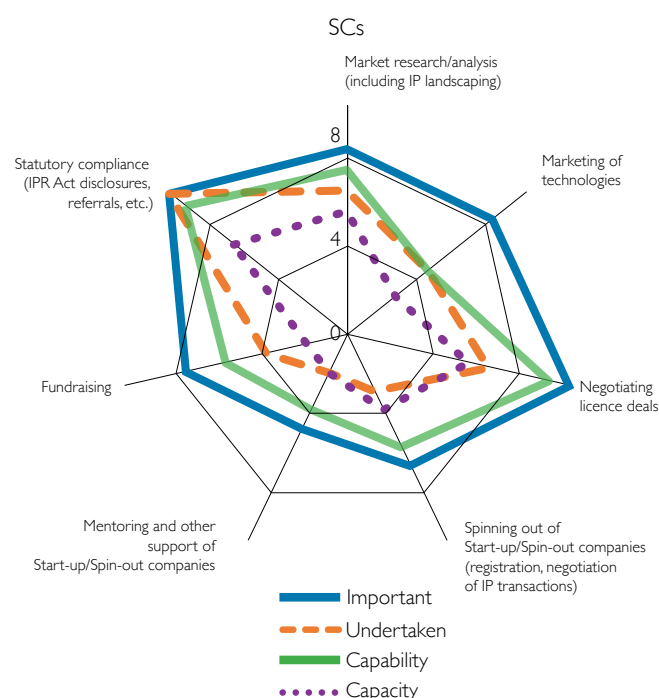 SCs
Market research/analysis
(including IP landscaping)
8
Statutory compliance
(IPR Act disclosures,
referrals, etc.)
Marketing of
technologies
4
0
Fundraising
Negotiating
licence deals
Mentoring and other
support of
Start-up/Spin-out companies
Spinning out of
Start-up/Spin-out companies
(registration, negotiation
of IP transactions)
Important
Undertaken
Capability
Capacity